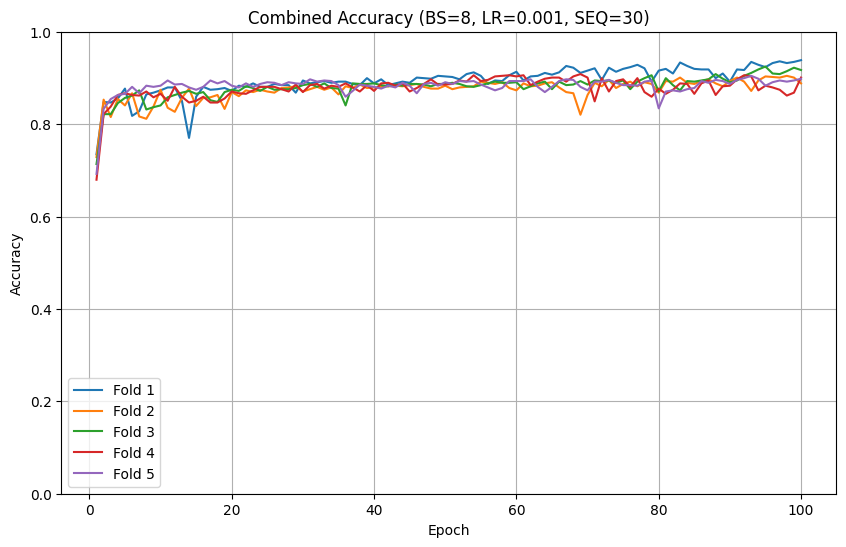 Combined Accuracy (BS=8, LR=0.001, SEQ=30)
Accuracy
1.0
0.8
0.6
0.4
0.2
0.0
Fold 1
Fold 2
Fold 3
Fold 4
Fold 5
0 20 40 60 80 100
Epoch